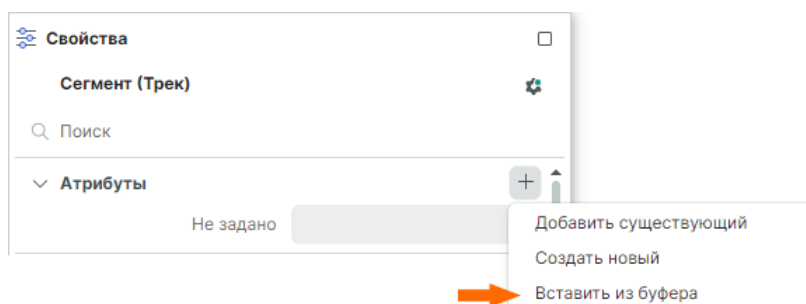 Свойства
Сегмент (Трек)
Поиск
Атрибуты
Не задано
Добавить существующий
Создать новый
Вставить из буфера